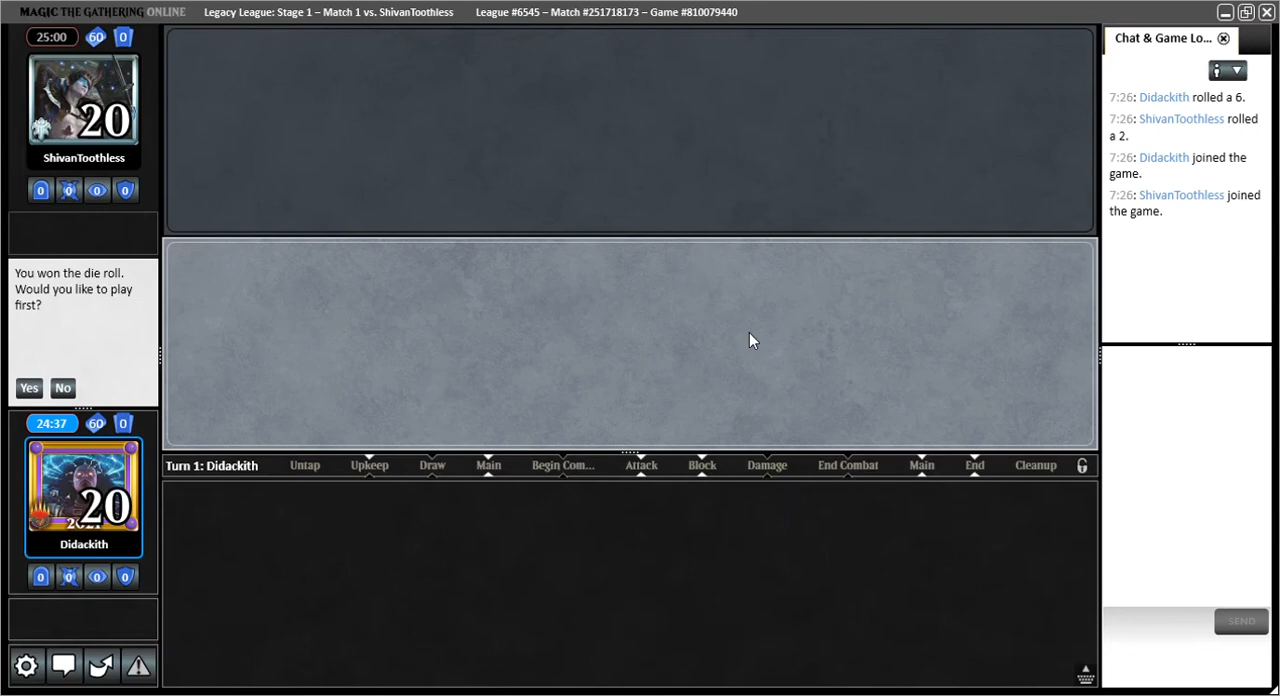 MAGIC THE GATHERING ONLINE Legacy League: Stage 1 – Match 1 vs. ShivanToothless League #6545 – Match #251718173 – Game #810079440
25:00 60 0
20
ShivanToothless
0 0 0 0
You won the die roll.
Would you like to play
first?
Yes No
24:37 60 0
20
Didackith
0 0 0 0
Turn 1: Didackith Untap Upkeep Draw Main Begin Com... Attack Block Damage End Combat Main End Cleanup
Chat & Game Lo...
7:26: Didackith rolled a 6.
7:26: ShivanToothless rolled
a 2.
7:26: Didackith joined the
game.
7:26: ShivanToothless joined
the game.
SEND